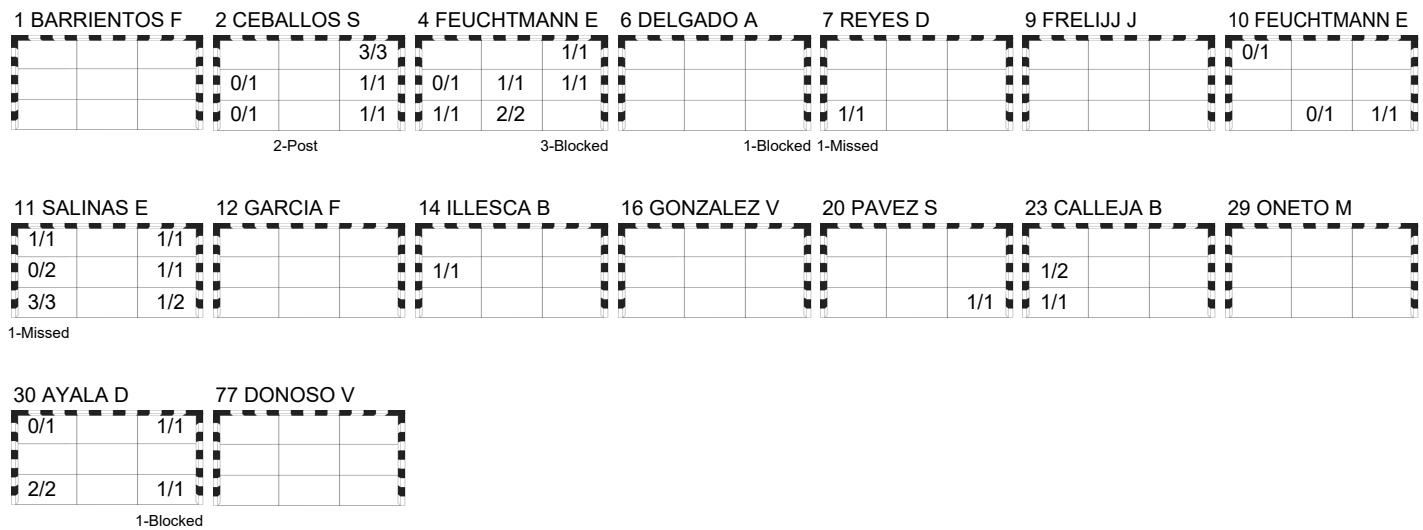 1 BARRIENTOS F 2 CEBALLOS S 4 FEUCHTMANN E 6 DELGADO A 7 REYES D 9 FRELIJJ J 10 FEUCHTMANN E
3/3 1/1 0/1
0/1 1/1 0/1 1/1 1/1
0/1 1/1 1/1 2/2 1/1 0/1 1/1
2-Post 3-Blocked 1-Blocked 1-Missed
11 SALINAS E 12 GARCIA F 14 ILLESCA B 16 GONZALEZ V 20 PAVEZ S 23 CALLEJA B 29 ONETO M
1/1 1/1
0/2 1/1 1/1 1/2
3/3 1/2 1/1 1/1
1-Missed
30 AYALA D 77 DONOSO V
0/1 1/1
2/2 1/1
1-Blocked